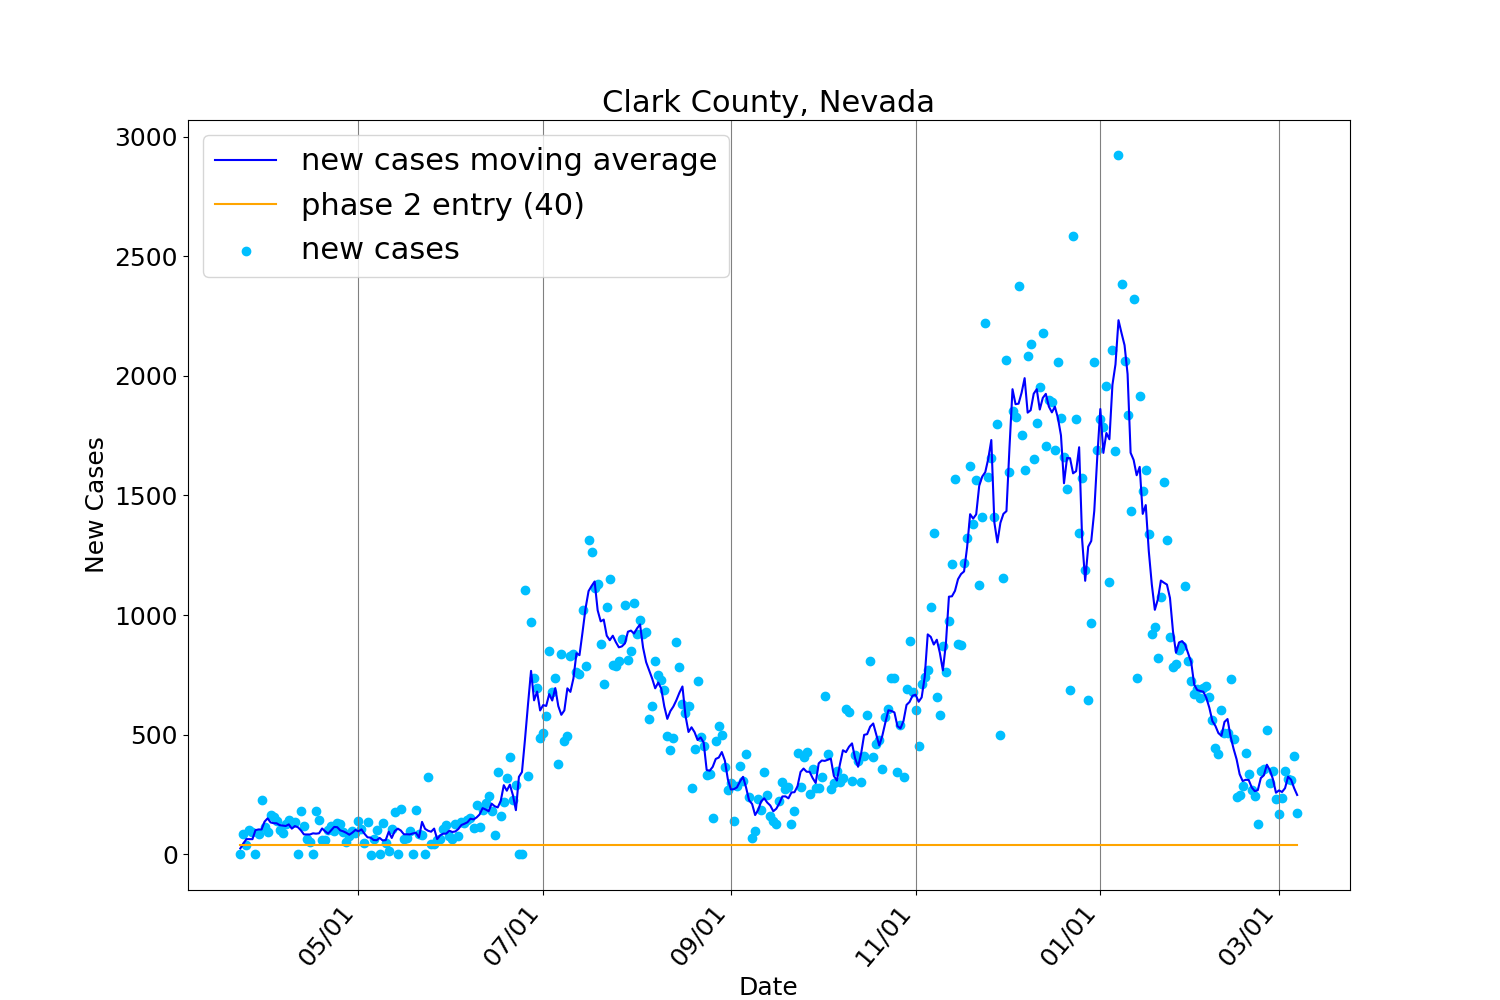 Clark County, Nevada
new cases moving average
phase 2 entry (40)
new cases
New Cases
3000
2500
2000
1500
1000
500
0
05/01
07/01
09/01
11/01
01/01
03/01
Date